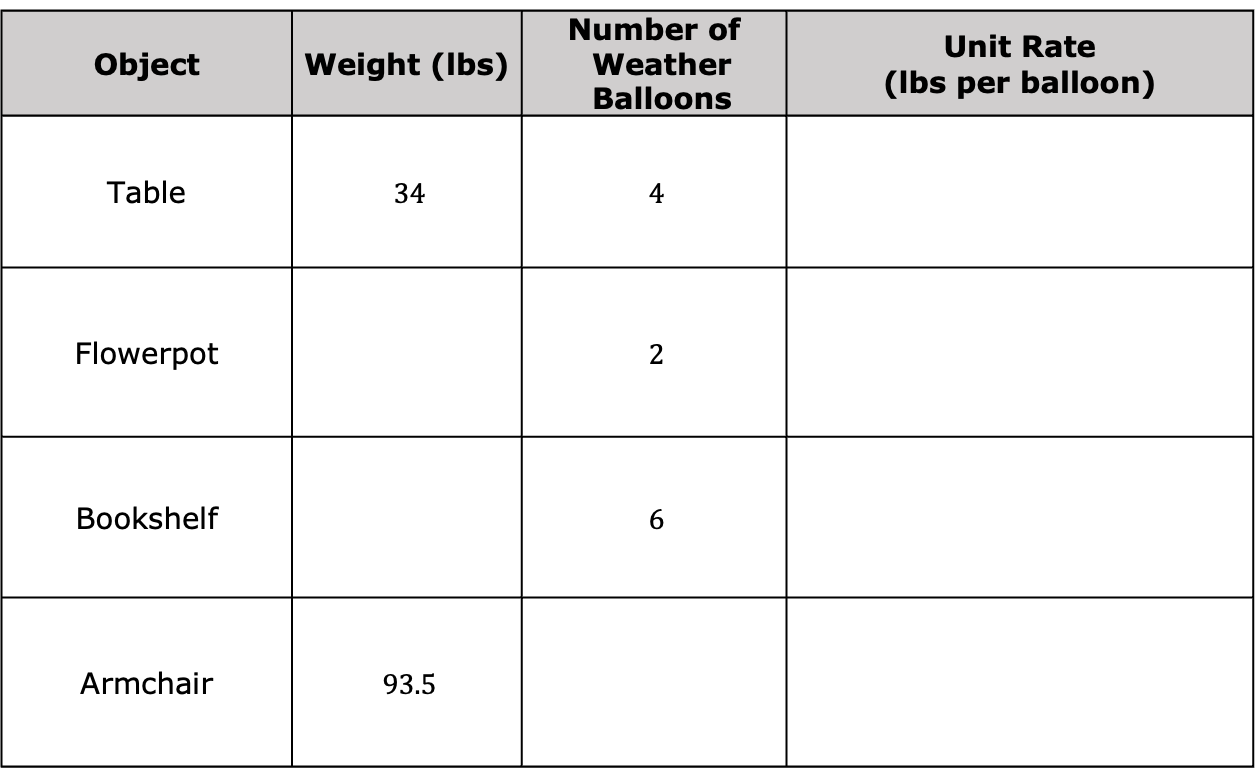 Object Weight (lbs) Number of Weather Balloons Unit Rate (lbs per balloon)
Table 34 4
Flowerpot 2
Bookshelf 6
Armchair 93.5